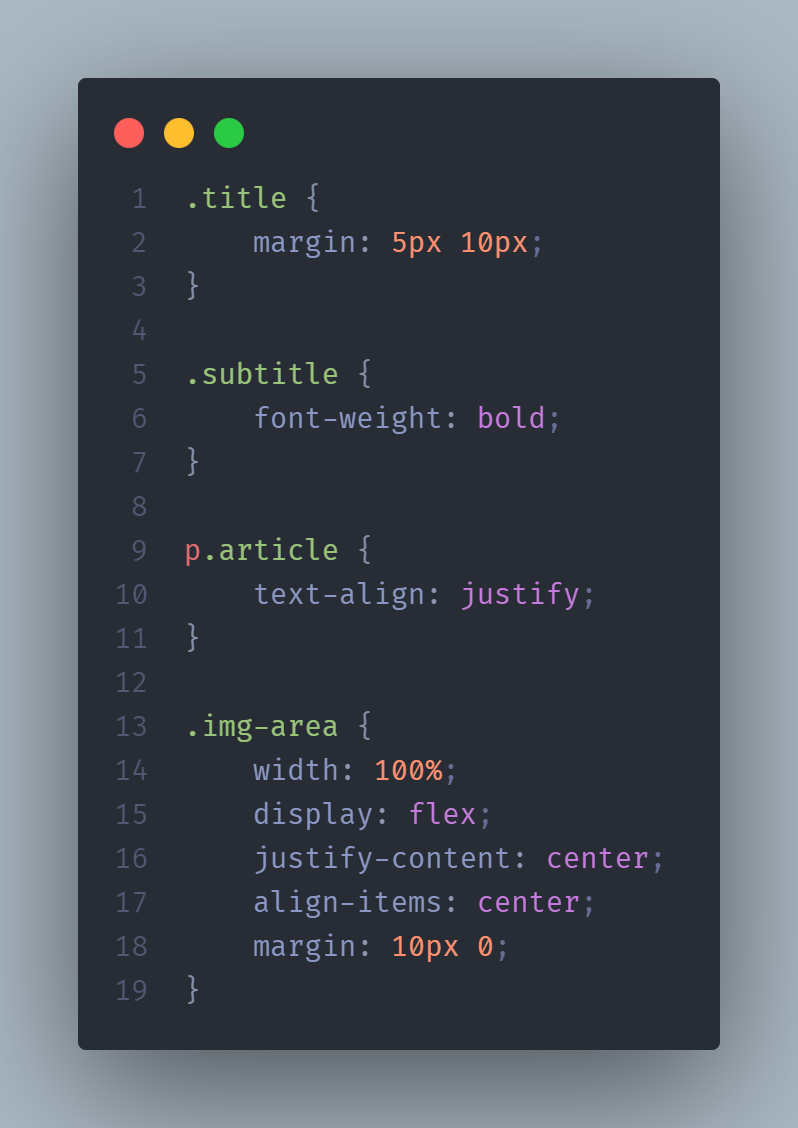 1 .title {
2     margin: 5px 10px;
3 }
4
5 .subtitle {
6     font-weight: bold;
7 }
8
9 p.article {
10     text-align: justify;
11 }
12
13 .img-area {
14     width: 100%;
15     display: flex;
16     justify-content: center;
17     align-items: center;
18     margin: 10px 0;
19 }